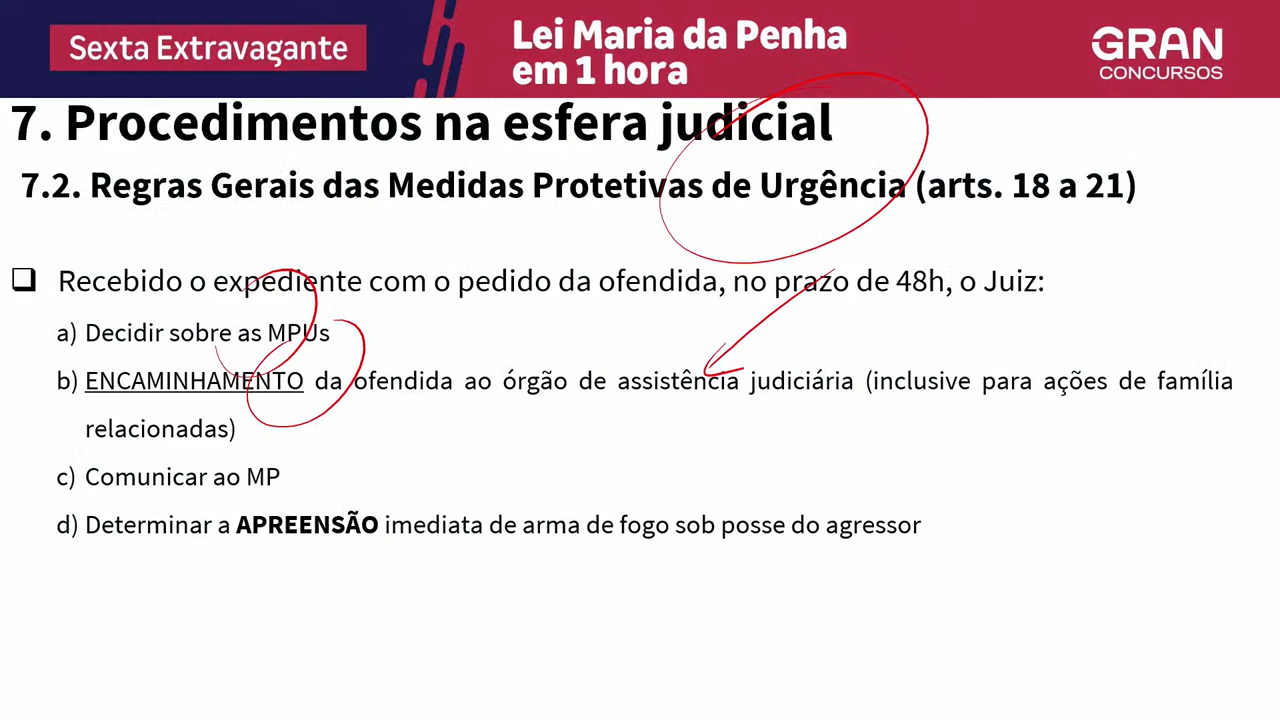 Sexta Extravagante
Lei Maria da Penha
em 1 hora
GRAN
CONCURSOS
7. Procedimentos na esfera judicial
7.2. Regras Gerais das Medidas Protetivas de Urgência (arts. 18 a 21)
❑ Recebido o expediente com o pedido da ofendida, no prazo de 48h, o Juiz:
a) Decidir sobre as MPUs
b) ENCAMINHAMENTO da ofendida ao órgão de assistência judiciária (inclusive para ações de família
relacionadas)
c) Comunicar ao MP
d) Determinar a APREENSÃO imediata de arma de fogo sob posse do agressor